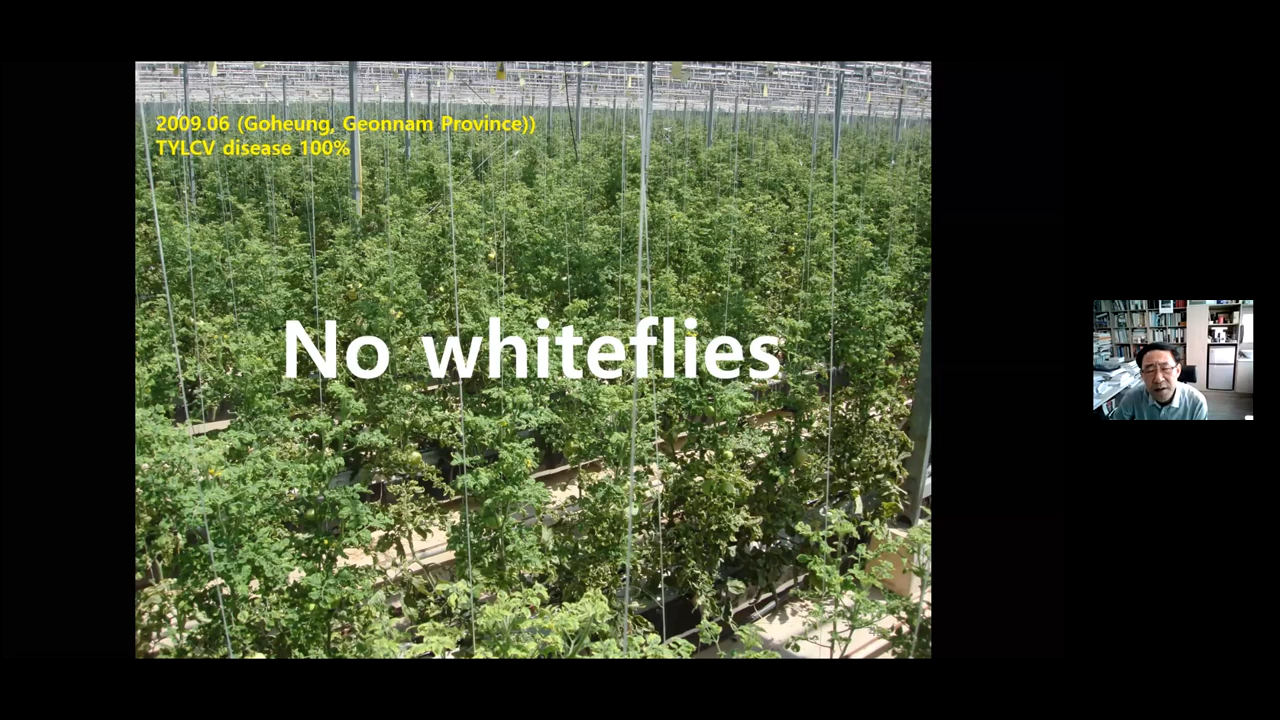 2009.06 (Goheung, Geonnam Province))
TYLCV disease 100%
No whiteflies